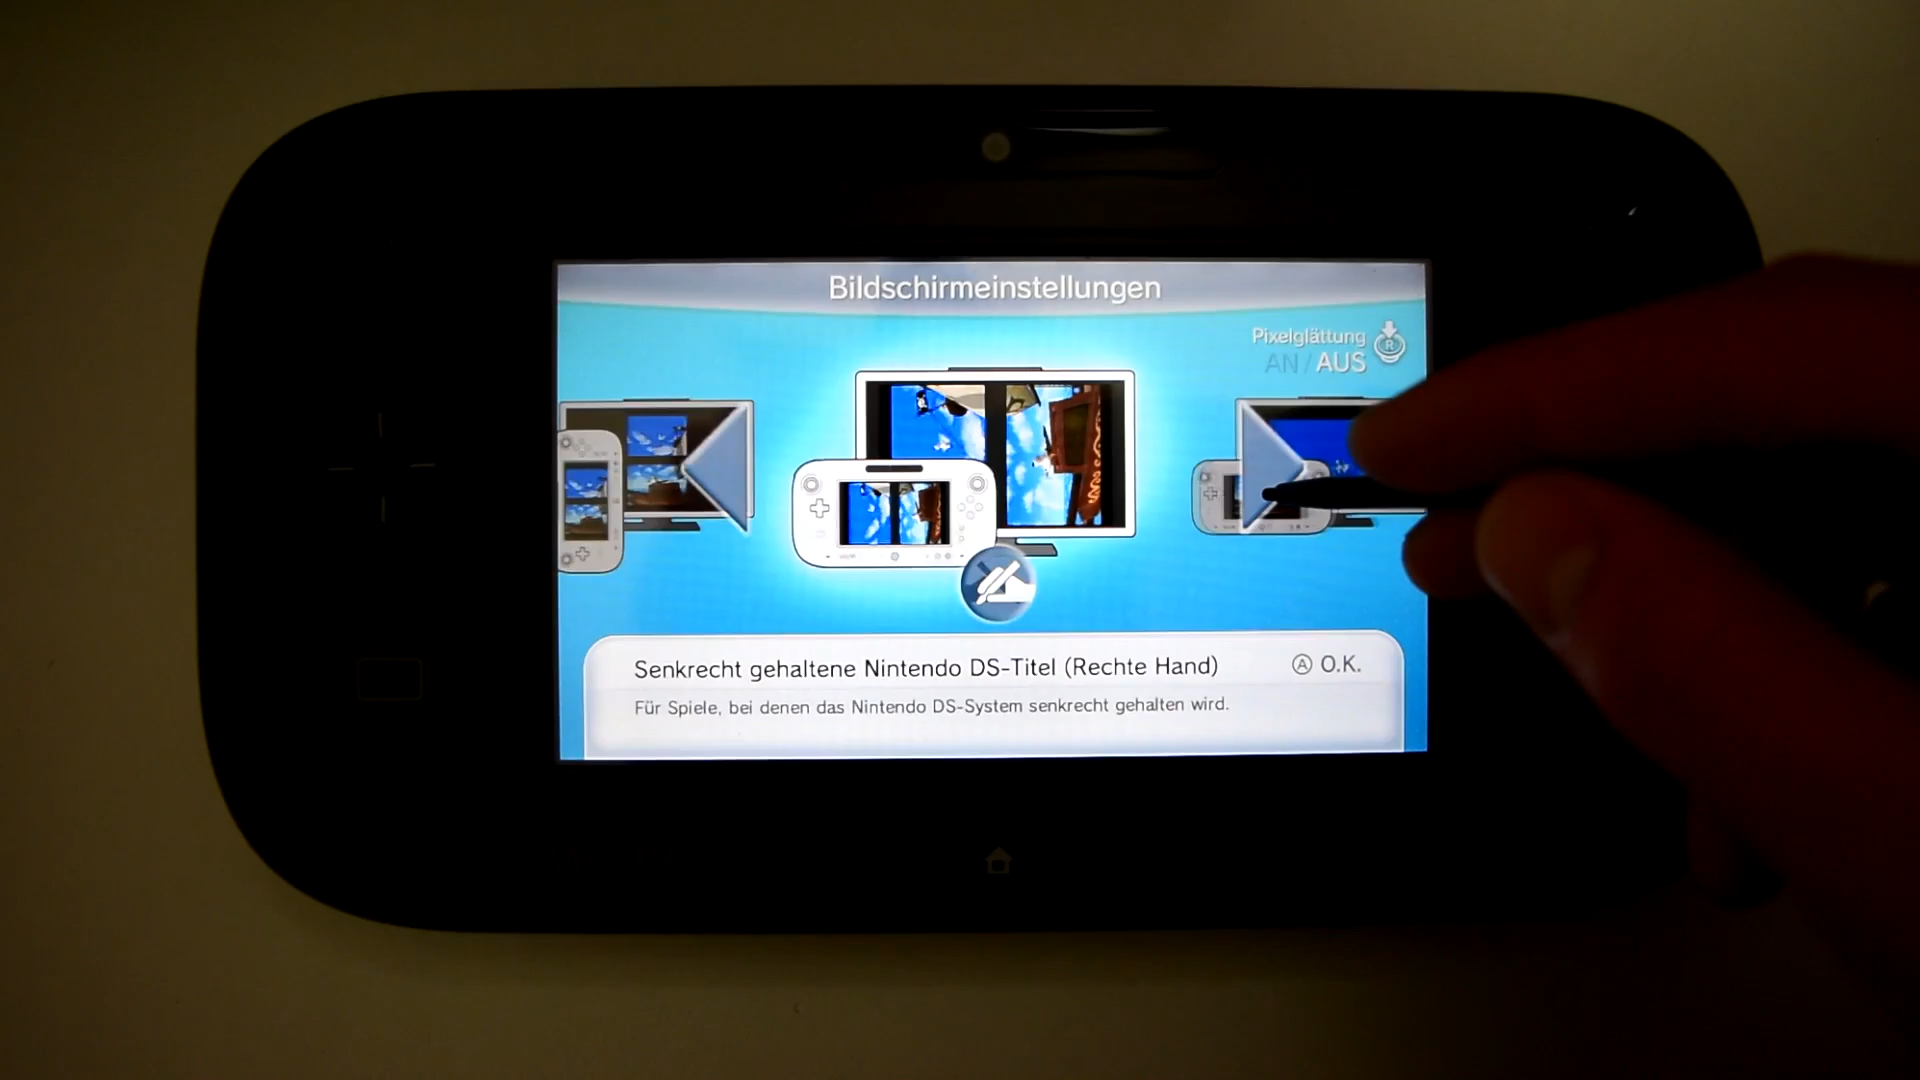 Bildschirmeinstellungen
Pixelglättung
AN / AUS
R
Senkrecht gehaltene Nintendo DS-Titel (Rechte Hand)
A O.K.
Für Spiele, bei denen das Nintendo DS-System senkrecht gehalten wird.